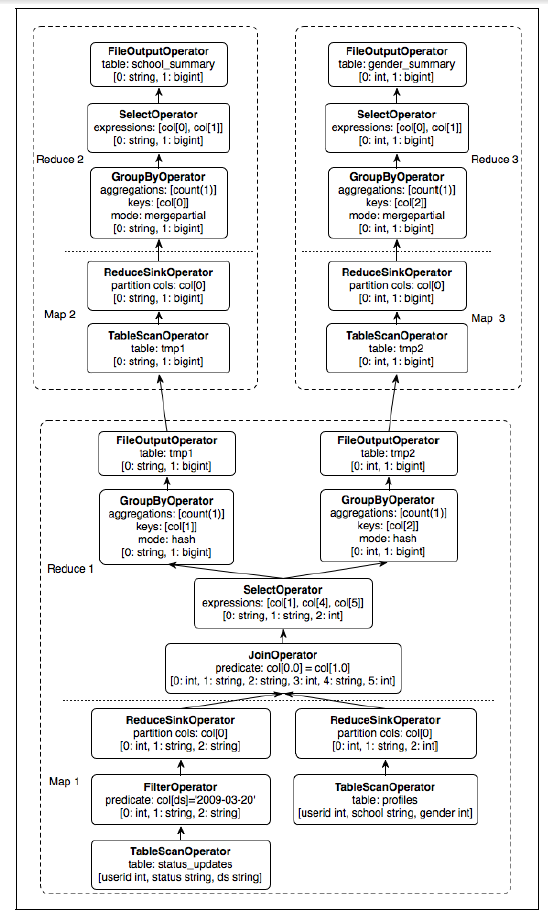 FileOutputOperator
table: school_summary
[0: string, 1: bigint]
SelectOperator
expressions: [col[0], col[1]]
[0: string, 1: bigint]
Reduce 2
GroupByOperator
aggregations: [count(1)]
keys: [col[0]]
mode: mergepartial
[0: string, 1: bigint]
ReduceSinkOperator
partition cols: col[0]
[0: string, 1: bigint]
Map 2
TableScanOperator
table: tmp1
[0: string, 1: bigint]
FileOutputOperator
table: gender_summary
[0: int, 1: bigint]
SelectOperator
expressions: [col[0], col[1]]
[0: int, 1: bigint]
Reduce 3
GroupByOperator
aggregations: [count(1)]
keys: [col[2]]
mode: mergepartial
[0: int, 1: bigint]
ReduceSinkOperator
partition cols: col[0]
[0: int, 1: bigint]
Map 3
TableScanOperator
table: tmp2
[0: int, 1: bigint]
FileOutputOperator
table: tmp1
[0: string, 1: bigint]
GroupByOperator
aggregations: [count(1)]
keys: [col[1]]
mode: hash
[0: string, 1: bigint]
FileOutputOperator
table: tmp2
[0: int, 1: bigint]
GroupByOperator
aggregations: [count(1)]
keys: [col[2]]
mode: hash
[0: int, 1: bigint]
Reduce 1
SelectOperator
expressions: [col[1], col[4], col[5]]
[0: string, 1: string, 2: int]
JoinOperator
predicate: col[0.0] = col[1.0]
[0: int, 1: string, 2: string, 3: int, 4: string, 5: int]
ReduceSinkOperator
partition cols: col[0]
[0: int, 1: string, 2: string]
Map 1
FilterOperator
predicate: col[ds]='2009-03-20'
[0: int, 1: string, 2: string]
TableScanOperator
table: status_updates
[userid int, status string, ds string]
ReduceSinkOperator
partition cols: col[0]
[0: int, 1: string, 2: int]
TableScanOperator
table: profiles
[userid int, school string, gender int]